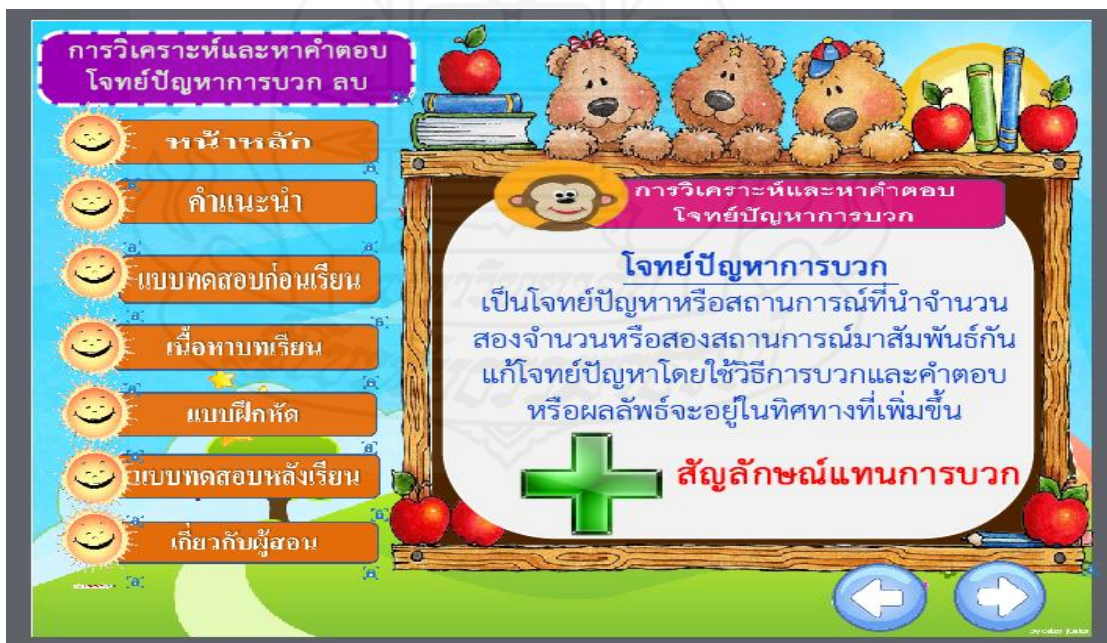 การวิเคราะห์และหาคำตอบ
โจทย์ปัญหาการบวก ลบ
หน้าหลัก
คำแนะนำ
แบบทดสอบก่อนเรียน
เนื้อหาบทเรียน
แบบฝึกหัด
แบบทดสอบหลังเรียน
เกี่ยวกับผู้สอน
การวิเคราะห์และหาคำตอบ
โจทย์ปัญหาการบวก
โจทย์ปัญหาการบวก
เป็นโจทย์ปัญหาหรือสถานการณ์ที่นำจำนวน
สองจำนวนหรือสองสถานการณ์มาสัมพันธ์กัน
แก้โจทย์ปัญหาโดยใช้วิธีการบวกและคำตอบ
หรือผลลัพธ์จะอยู่ในทิศทางที่เพิ่มขึ้น
สัญลักษณ์แทนการบวก